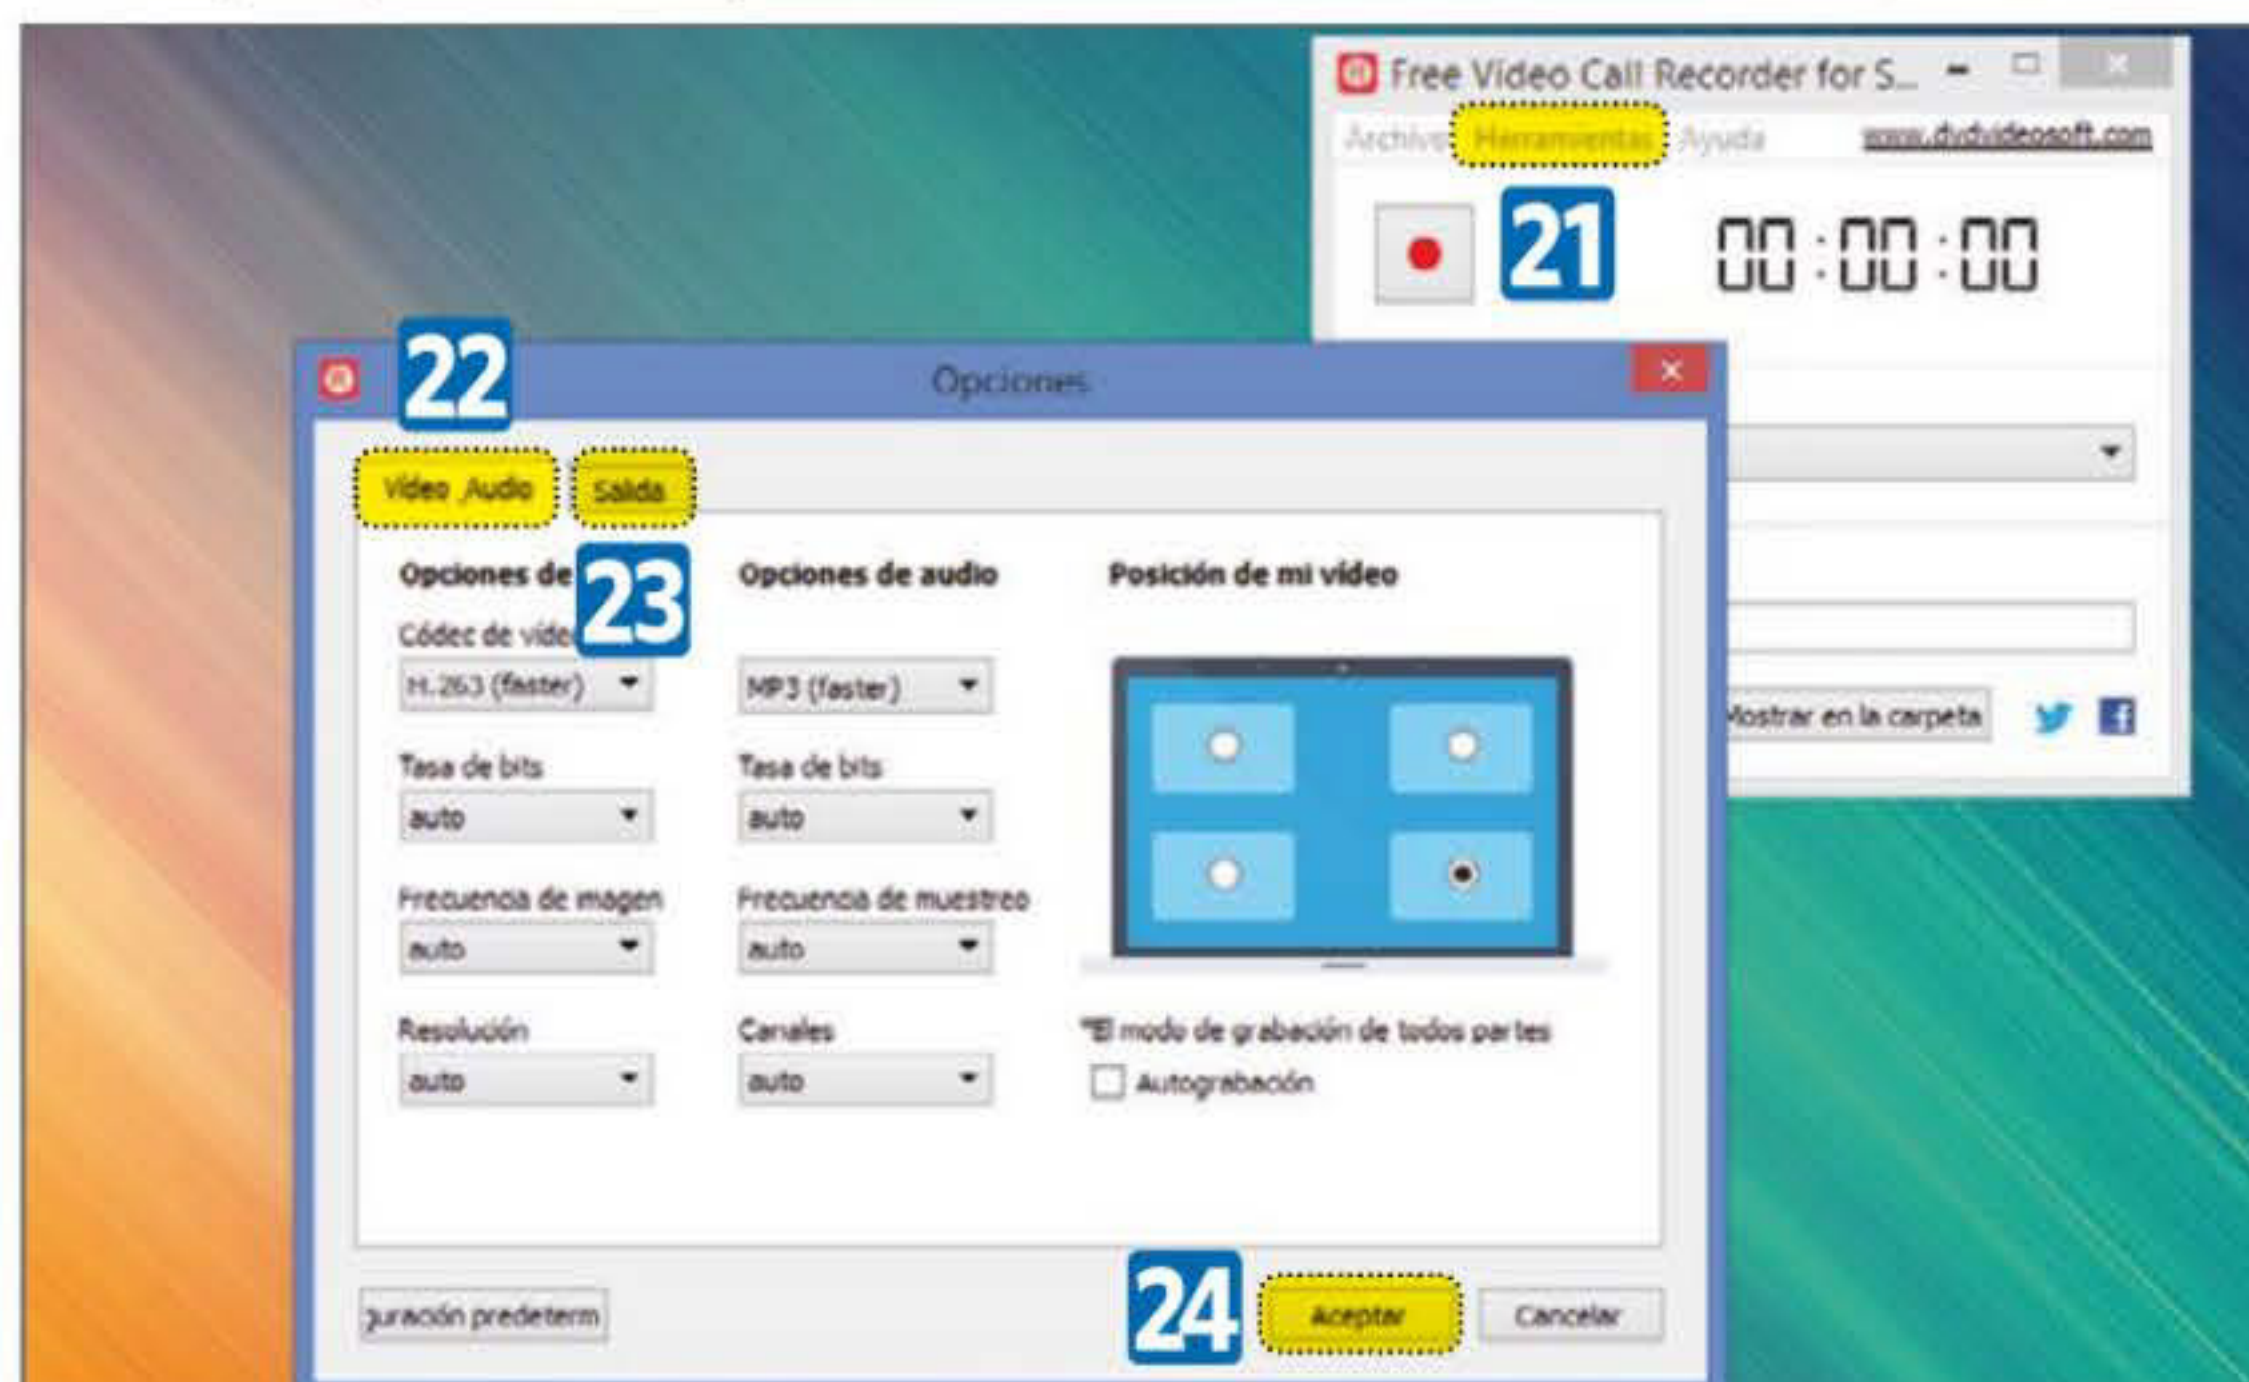 Free Video Call Recorder for S...
Archivo Herramientas Ayuda www.dvdvideosoft.com
21 00:00:00
22
Opciones
Vídeo ,Audio Salida
23
Opciones de Opciones de audio Posición de mi vídeo
Códec de víde
H.263 (faster) MP3 (faster)
Tasa de bits Tasa de bits
auto auto
Frecuencia de imagen Frecuencia de muestreo
auto auto
Resolución Canales
auto auto
*El modo de grabación de todos partes
Autograbación
Mostrar en la carpeta
guración predeterm 24 Aceptar Cancelar